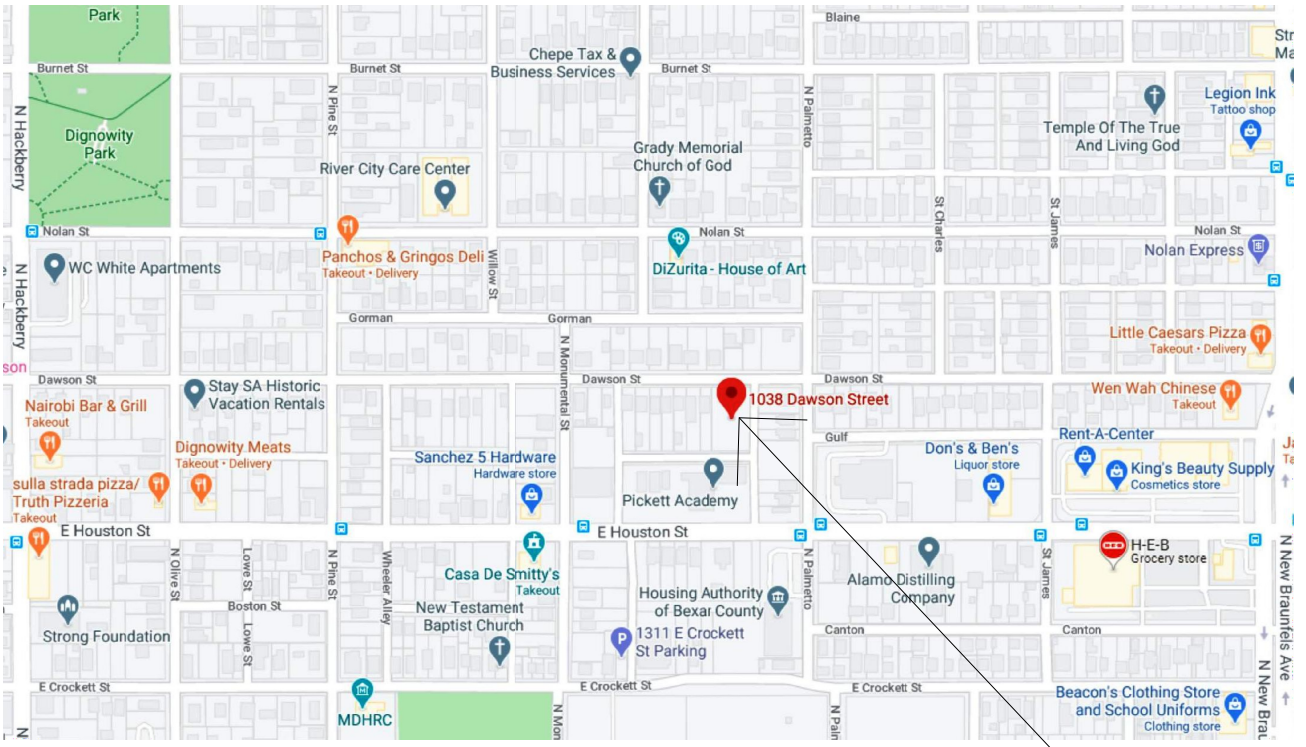 Park
Blaine
Str
Ma
Burnet St
Burnet St
Chepe Tax &
Business Services
Burnet St
N Hackberry
Dignowity
Park
N Pine St
N Palmetto
Legion Ink
Tattoo shop
Temple Of The True
And Living God
River City Care Center
Grady Memorial
Church of God
St Charles
St James
Nolan St
Nolan St
Nolan St
Panchos & Gringos Deli
Takeout • Delivery
Willow St
DiZurita - House of Art
Nolan Express
WC White Apartments
N Hackberry
Gorman
Gorman
Little Caesars Pizza
Takeout • Delivery
son
N Monumental St
Dawson St
Dawson St
Dawson St
Stay SA Historic
Vacation Rentals
1038 Dawson Street
Wen Wah Chinese
Takeout
Nairobi Bar & Grill
Takeout
Dignowity Meats
Takeout • Delivery
Gulf
Don's & Ben's
Liquor store
Rent-A-Center
Ja
Ta
Sanchez 5 Hardware
Hardware store
King's Beauty Supply
Cosmetics store
sulla strada pizza/
Truth Pizzeria
Takeout
Pickett Academy
E Houston St
E Houston St
N Olive St
Lowe St
N Pine St
Wheeler Alley
Casa De Smitty's
Takeout
N Palmetto
Alamo Distilling
Company
St James
H-E-B
Grocery store
N New Braunfels Ave
Housing Authority
of Bexar County
Boston St
New Testament
Baptist Church
Strong Foundation
Lowe St
P
1311 E Crockett
St Parking
Canton
Canton
E Crockett St
E Crockett St
E Crockett St
MDHRC
N Mon
N Paln
Beacon's Clothing Store
and School Uniforms
Clothing store
N New Brau
N